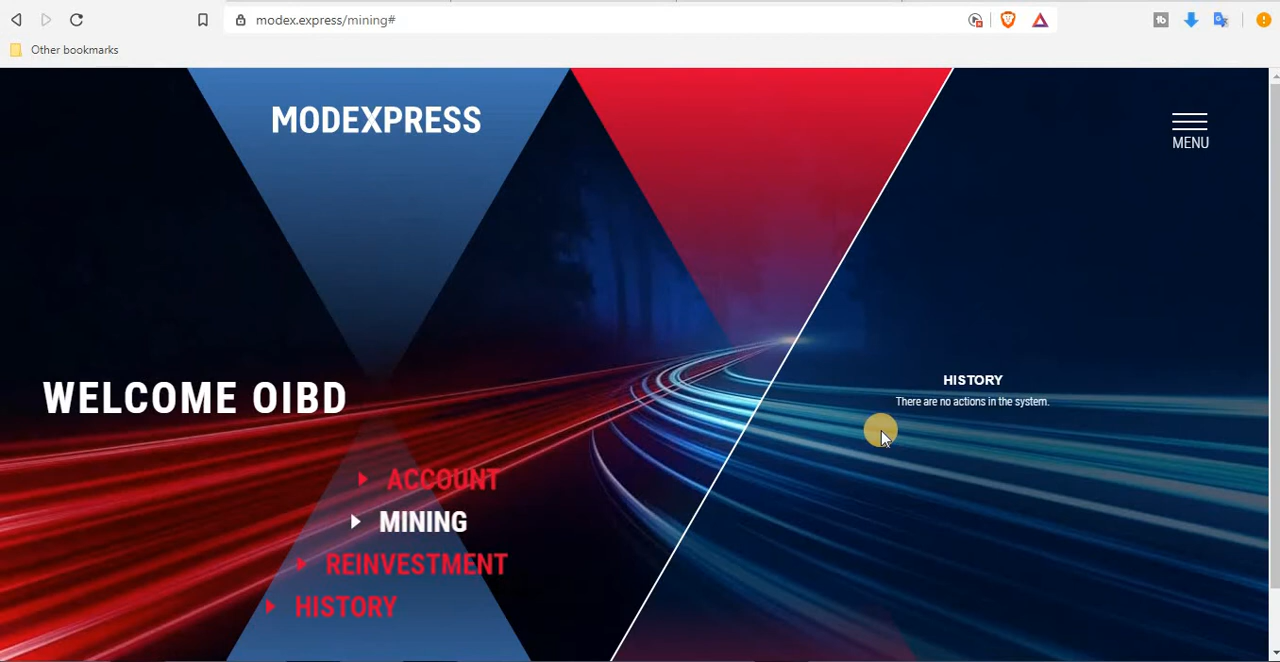 modex.express/mining#
Other bookmarks
MODEXPRESS
MENU
WELCOME OIBD
HISTORY
There are no actions in the system.
ACCOUNT
MINING
REINVESTMENT
HISTORY